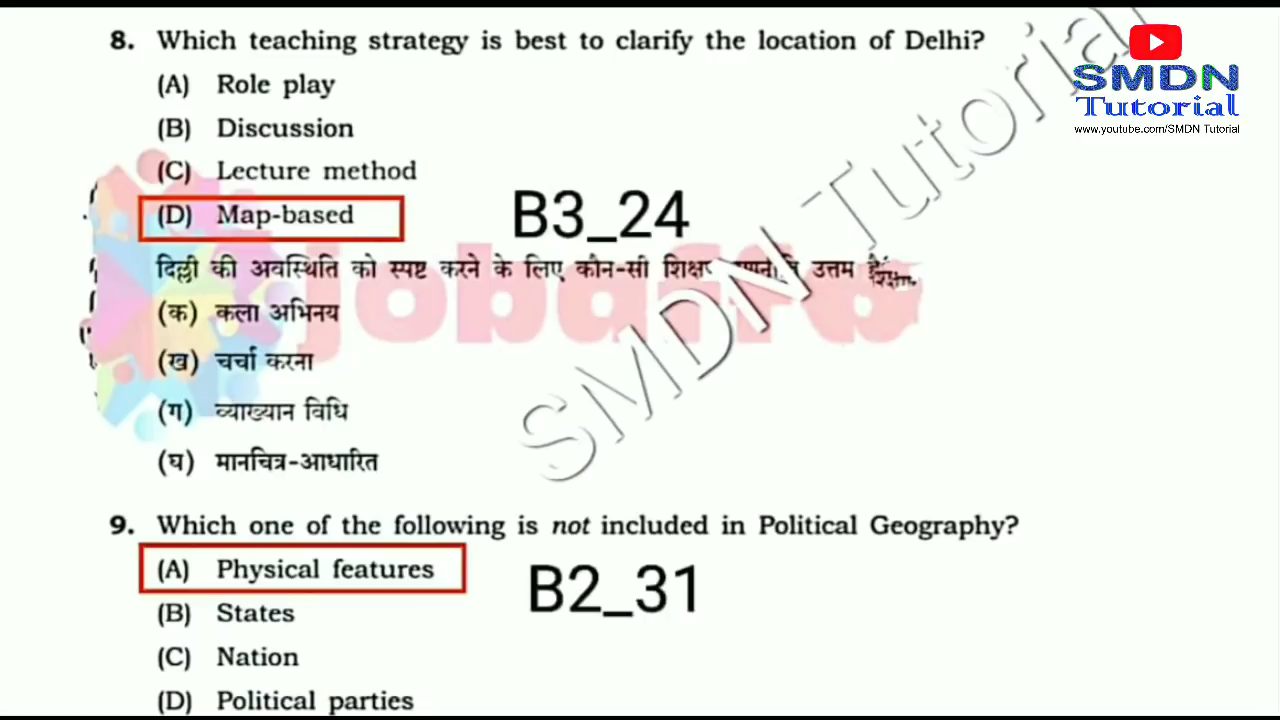 8. Which teaching strategy is best to clarify the location of Delhi?
(A) Role play
(B) Discussion
(C) Lecture method
(D) Map-based
B3_24
दिल्ली की अवस्थिति को स्पष्ट करने के लिए कौन-सी उत्तम
(क) कला अभिनय
(ख) चर्चा करना
(ग) व्याख्यान विधि
(घ) मानचित्र-आधारित
9. Which one of the following is not included in Political Geography?
(A) Physical features
B2_31
(B) States
(C) Nation
(D) Political parties
SMDN
Tutorial
www.youtube.com/SMDN Tutorial
SMDN Tutorial
jobaffo